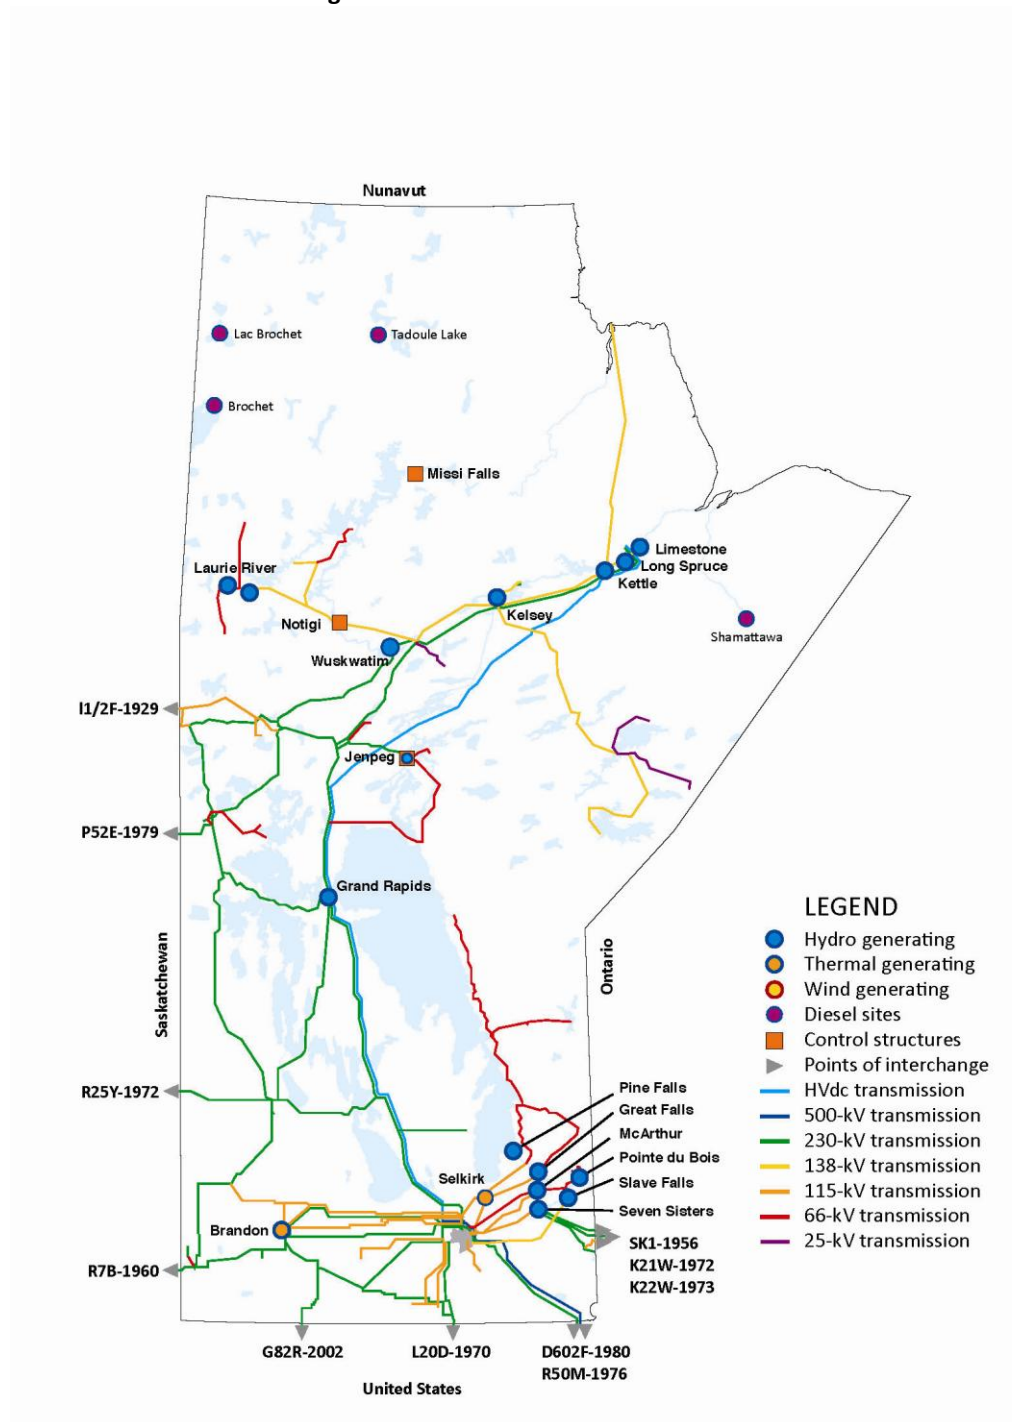 Nunavut
Lac Brochet
Tadoule Lake
Brochet
Missi Falls
Limestone
Long Spruce
Kettle
Laurie River
Kelsey
Notigi
Shamattawa
Wuskwatim
I1/2F-1929
Jenpeg
P52E-1979
Grand Rapids
Saskatchewan
Ontario
LEGEND
Hydro generating
Thermal generating
Wind generating
Diesel sites
Control structures
Points of interchange
HVdc transmission
500-kV transmission
230-kV transmission
138-kV transmission
115-kV transmission
66-kV transmission
25-kV transmission
R25Y-1972
Pine Falls
Great Falls
McArthur
Pointe du Bois
Slave Falls
Seven Sisters
Selkirk
Brandon
SK1-1956
K21W-1972
K22W-1973
R7B-1960
G82R-2002
L20D-1970
D602F-1980
R50M-1976
United States